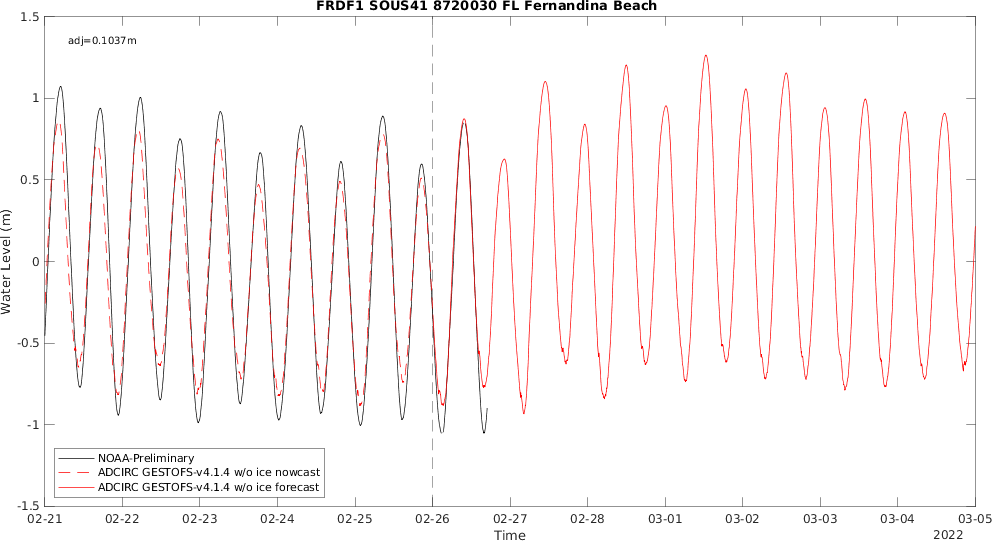 FRDF1 SOUS41 8720030 FL Fernandina Beach
adj=0.1037m
1.5
1
0.5
0
-0.5
-1
-1.5
Water Level (m)
NOAA-Preliminary
ADCIRC GESTOFS-v4.1.4 w/o ice nowcast
ADCIRC GESTOFS-v4.1.4 w/o ice forecast
02-21 02-22 02-23 02-24 02-25 02-26 02-27 02-28 03-01 03-02 03-03 03-04 03-05
Time
2022